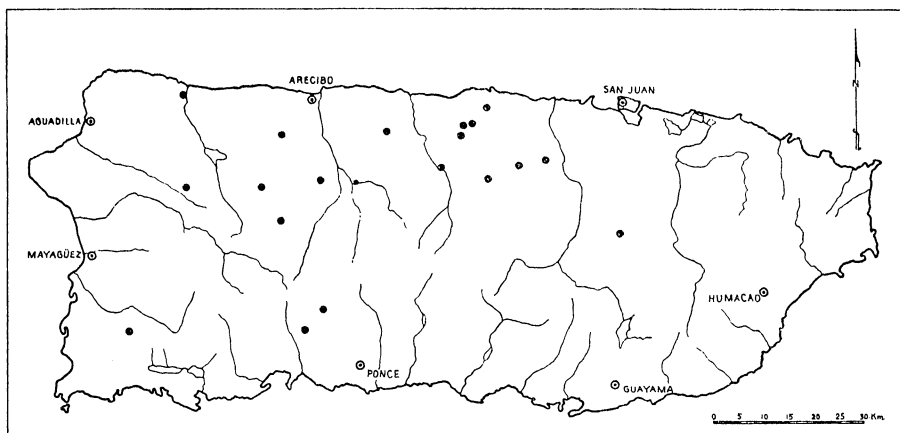 ARECIBO
SAN JUAN
N
AGUADILLA
MAYAGÜEZ
HUMACAO
PONCE
GUAYAMA
0 5 10 15 20 25 30 Km.